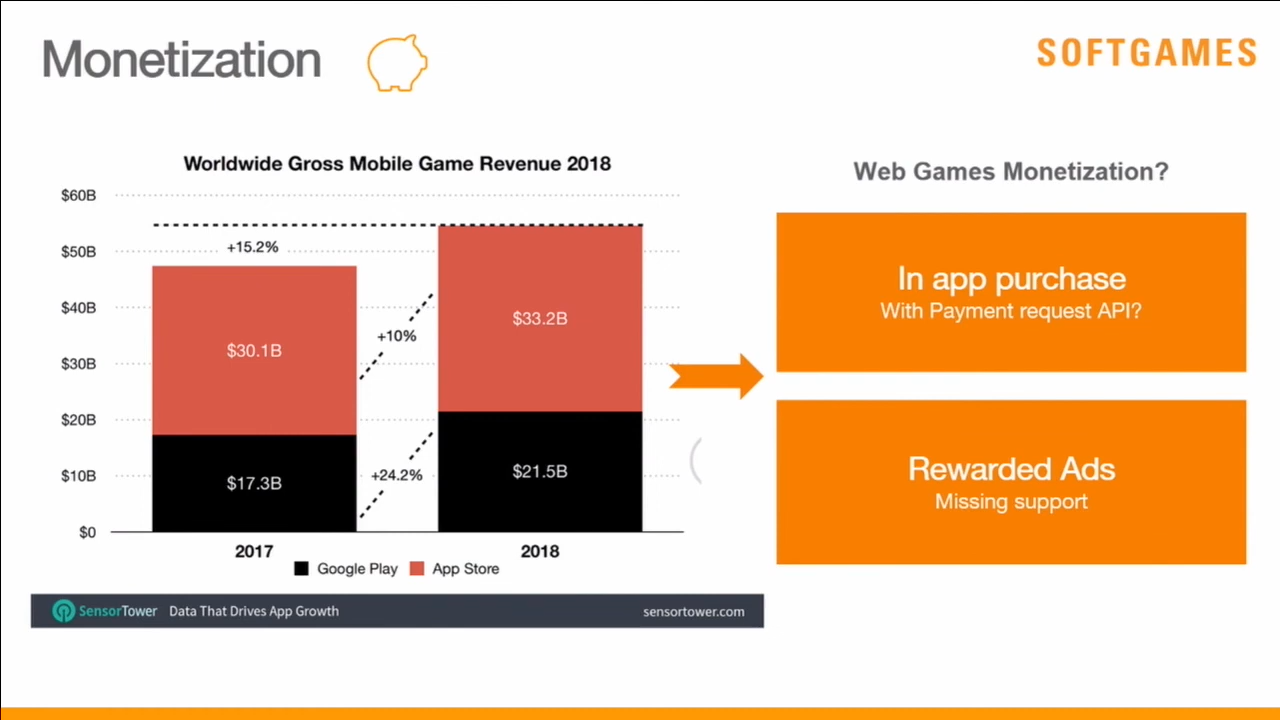 Monetization
SOFTGAMES
Worldwide Gross Mobile Game Revenue 2018
$60B
$50B
$40B
$30B
$20B
$10B
$0
+15.2%
+10%
+24.2%
$30.1B
$17.3B
$33.2B
$21.5B
2017
2018
Google Play
App Store
SensorTower
Data That Drives App Growth
sensortower.com
Web Games Monetization?
In app purchase
With Payment request API?
Rewarded Ads
Missing support